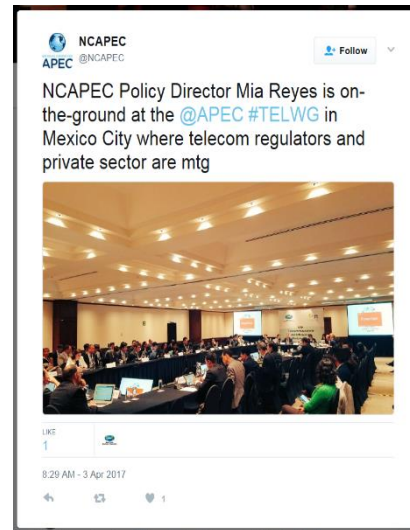 NCAPEC
@NCAPEC
APEC
Follow
NCAPEC Policy Director Mia Reyes is on-
the-ground at the @APEC #TELWG in
Mexico City where telecom regulators and
private sector are mtg
LIKE
1
8:29 AM - 3 Apr 2017
1